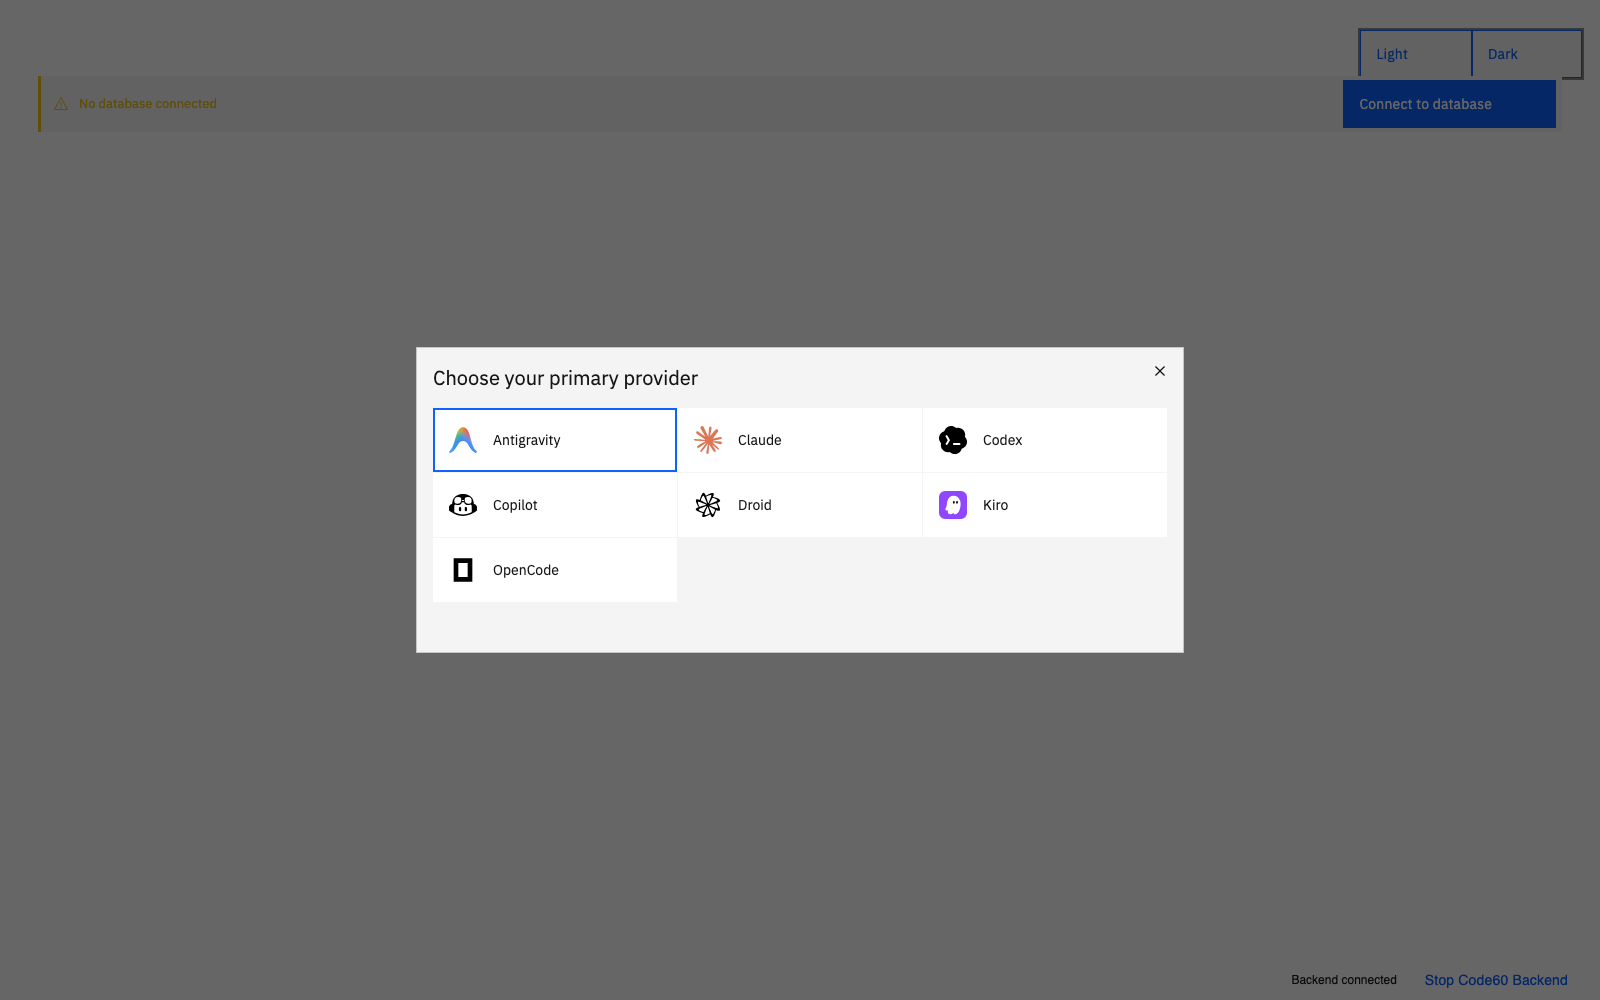 Light
Dark
No database connected
Connect to database
Choose your primary provider
Antigravity
Claude
Codex
Copilot
Droid
Kiro
OpenCode
Backend connected
Stop Code60 Backend